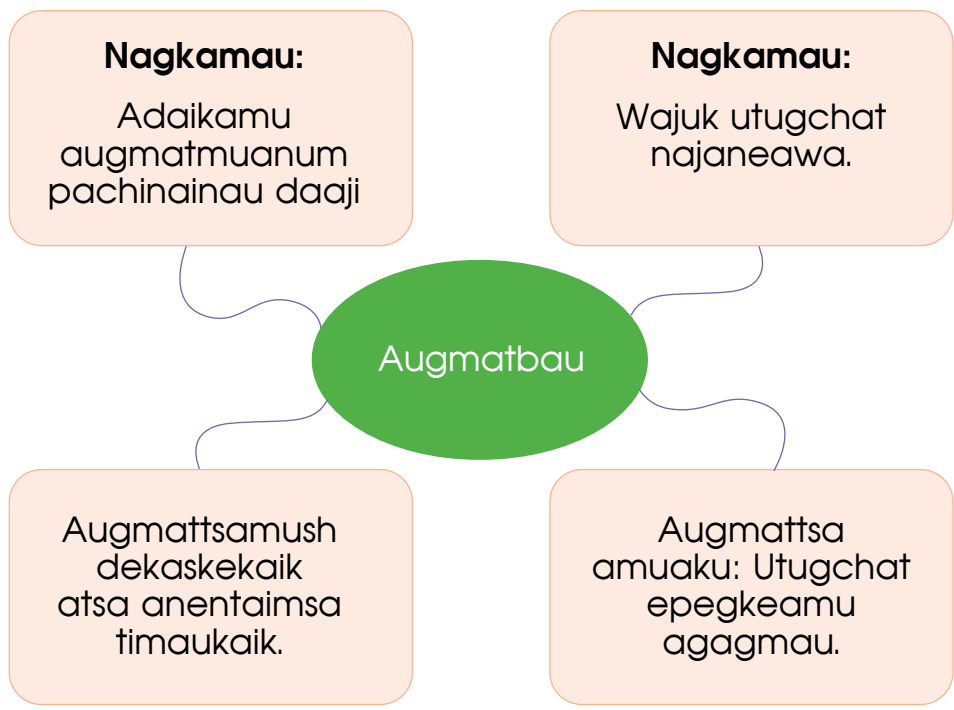 Nagkamau:
Adaikamu
augmatmuanum
pachinainau daaji
Nagkamau:
Wajuk utugchat
najaneawa.
Augmatbau
Augmattsamush
dekaskekaik
atsa anentaimsa
timaukaik.
Augmattsa
amuaku: Utugchat
epegkeamu
agagmau.